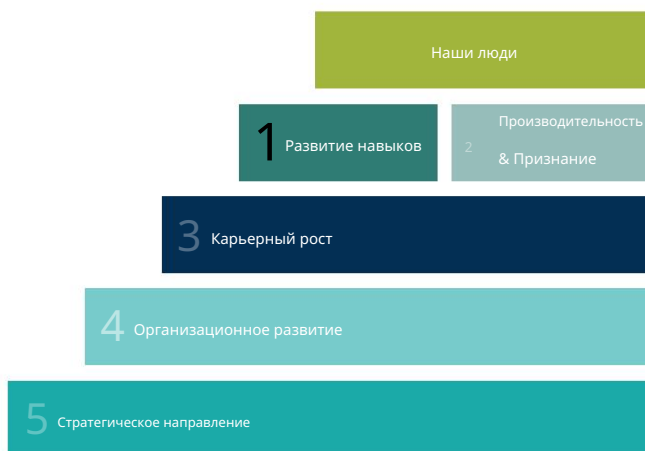 Наши люди
1 Развитие навыков
2 Производительность
& Признание
3 Карьерный рост
4 Организационное развитие
5 Стратегическое направление